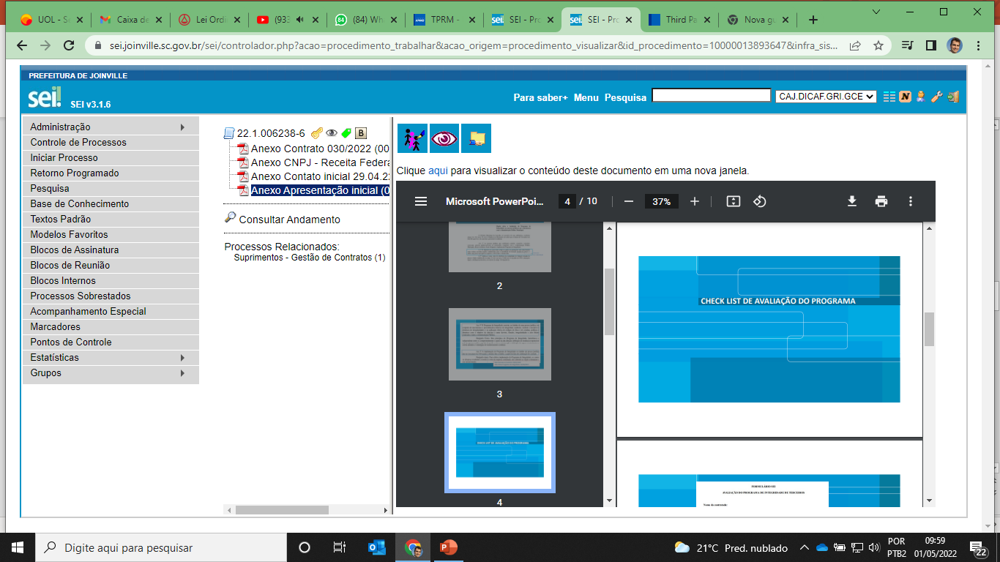 UOL - S
Caixa de
Lei Ordi
(933
(84) Wha
TPRM -
SEI - Pro
SEI - Pro
Third Pa
Nova gu
sei.joinville.sc.gov.br/sei/controlador.php?acao=procedimento_trabalhar&acao_origem=procedimento_visualizar&id_procedimento=10000013893647&infra_sis...
PREFEITURA DE JOINVILLE
sei!
SEI v3.1.6
Para saber+ Menu Pesquisa
CAJ.DICAF.GRI.GCE
Administração
Controle de Processos
Iniciar Processo
Retorno Programado
Pesquisa
Base de Conhecimento
Textos Padrão
Modelos Favoritos
Blocos de Assinatura
Blocos de Reunião
Blocos Internos
Processos Sobrestados
Acompanhamento Especial
Marcadores
Pontos de Controle
Estatísticas
Grupos
22.1.006238-6
B
Anexo Contrato 030/2022 (00
Anexo CNPJ - Receita Federa
Anexo Contato inicial 29.04.2
Anexo Apresentação inicial (0
Consultar Andamento
Processos Relacionados:
Suprimentos - Gestão de Contratos (1)
Clique aqui para visualizar o conteúdo deste documento em uma nova janela.
Microsoft PowerPoi...
4 / 10
37%
2
3
CHECK LIST DE AVALIAÇÃO DO PROGRAMA
4
CHECK LIST DE AVALIAÇÃO DO PROGRAMA
FORMULÁRIO SEI
AVALIAÇÃO DO PROGRAMA DE INTEGRIDADE DE TERCEIROS
Nome da contratada:
Digite aqui para pesquisar
21°C Pred. nublado
POR
PTB2
09:59
01/05/2022
22